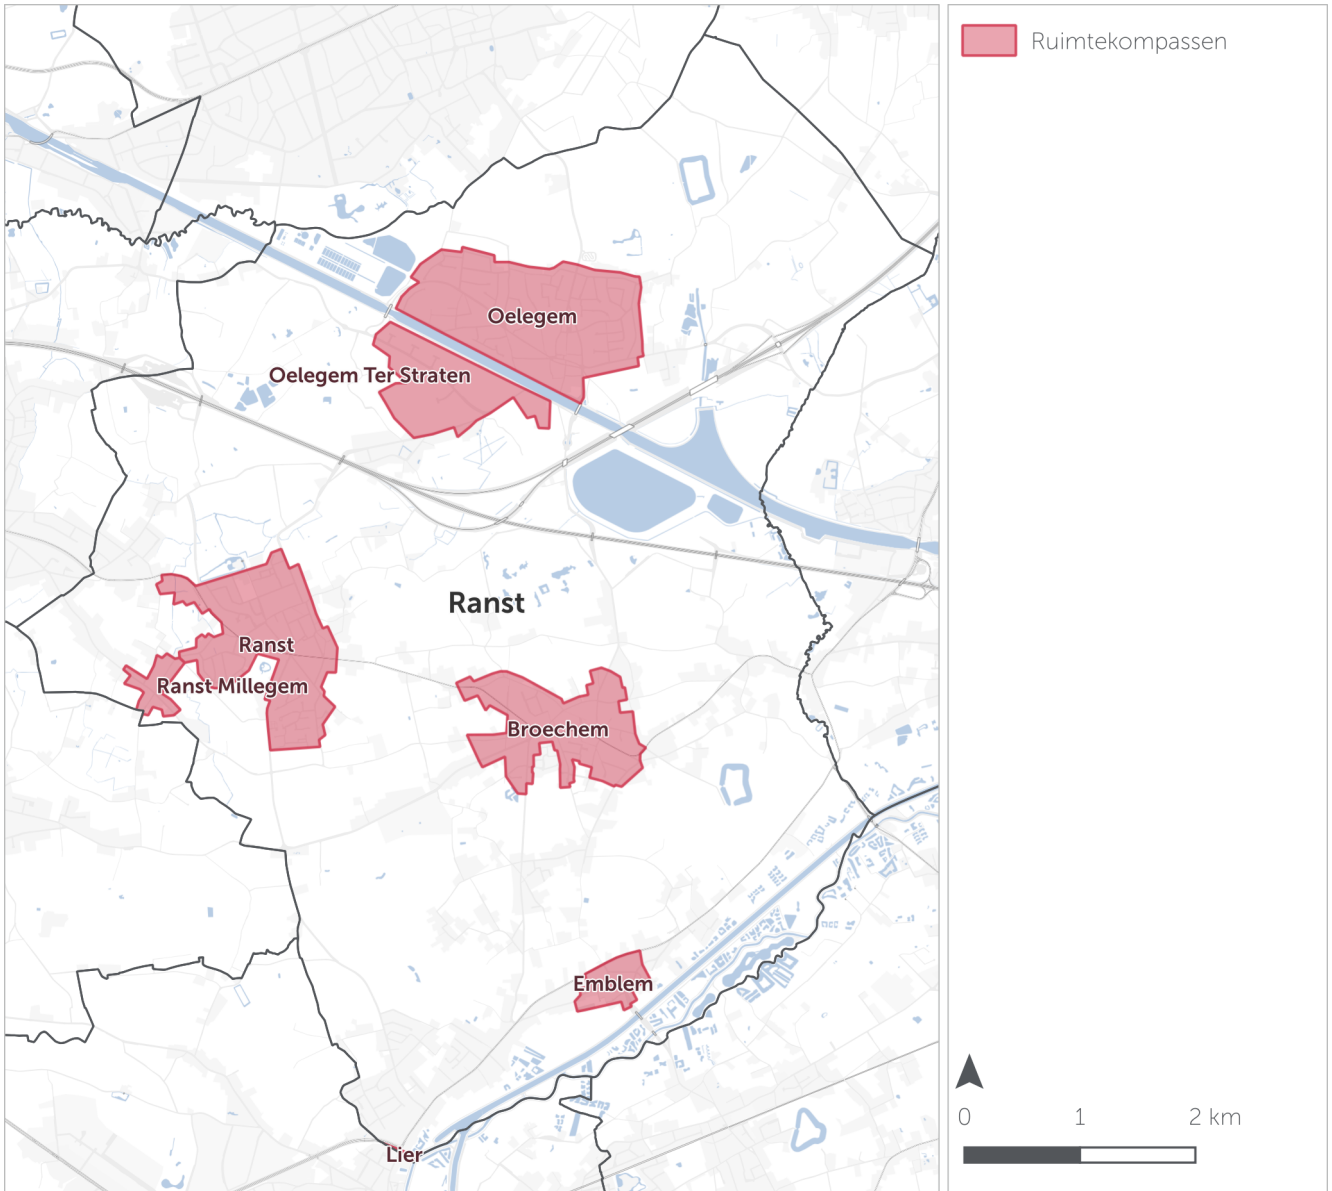 Ruimtekompassen
Oelegem
Oelegem Ter Straten
Ranst
Ranst
Ranst Millegem
Broechem
Emblem
Lier
0 1 2 km